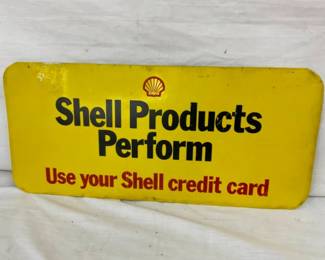 Shell Products
Perform
Use your Shell credit card